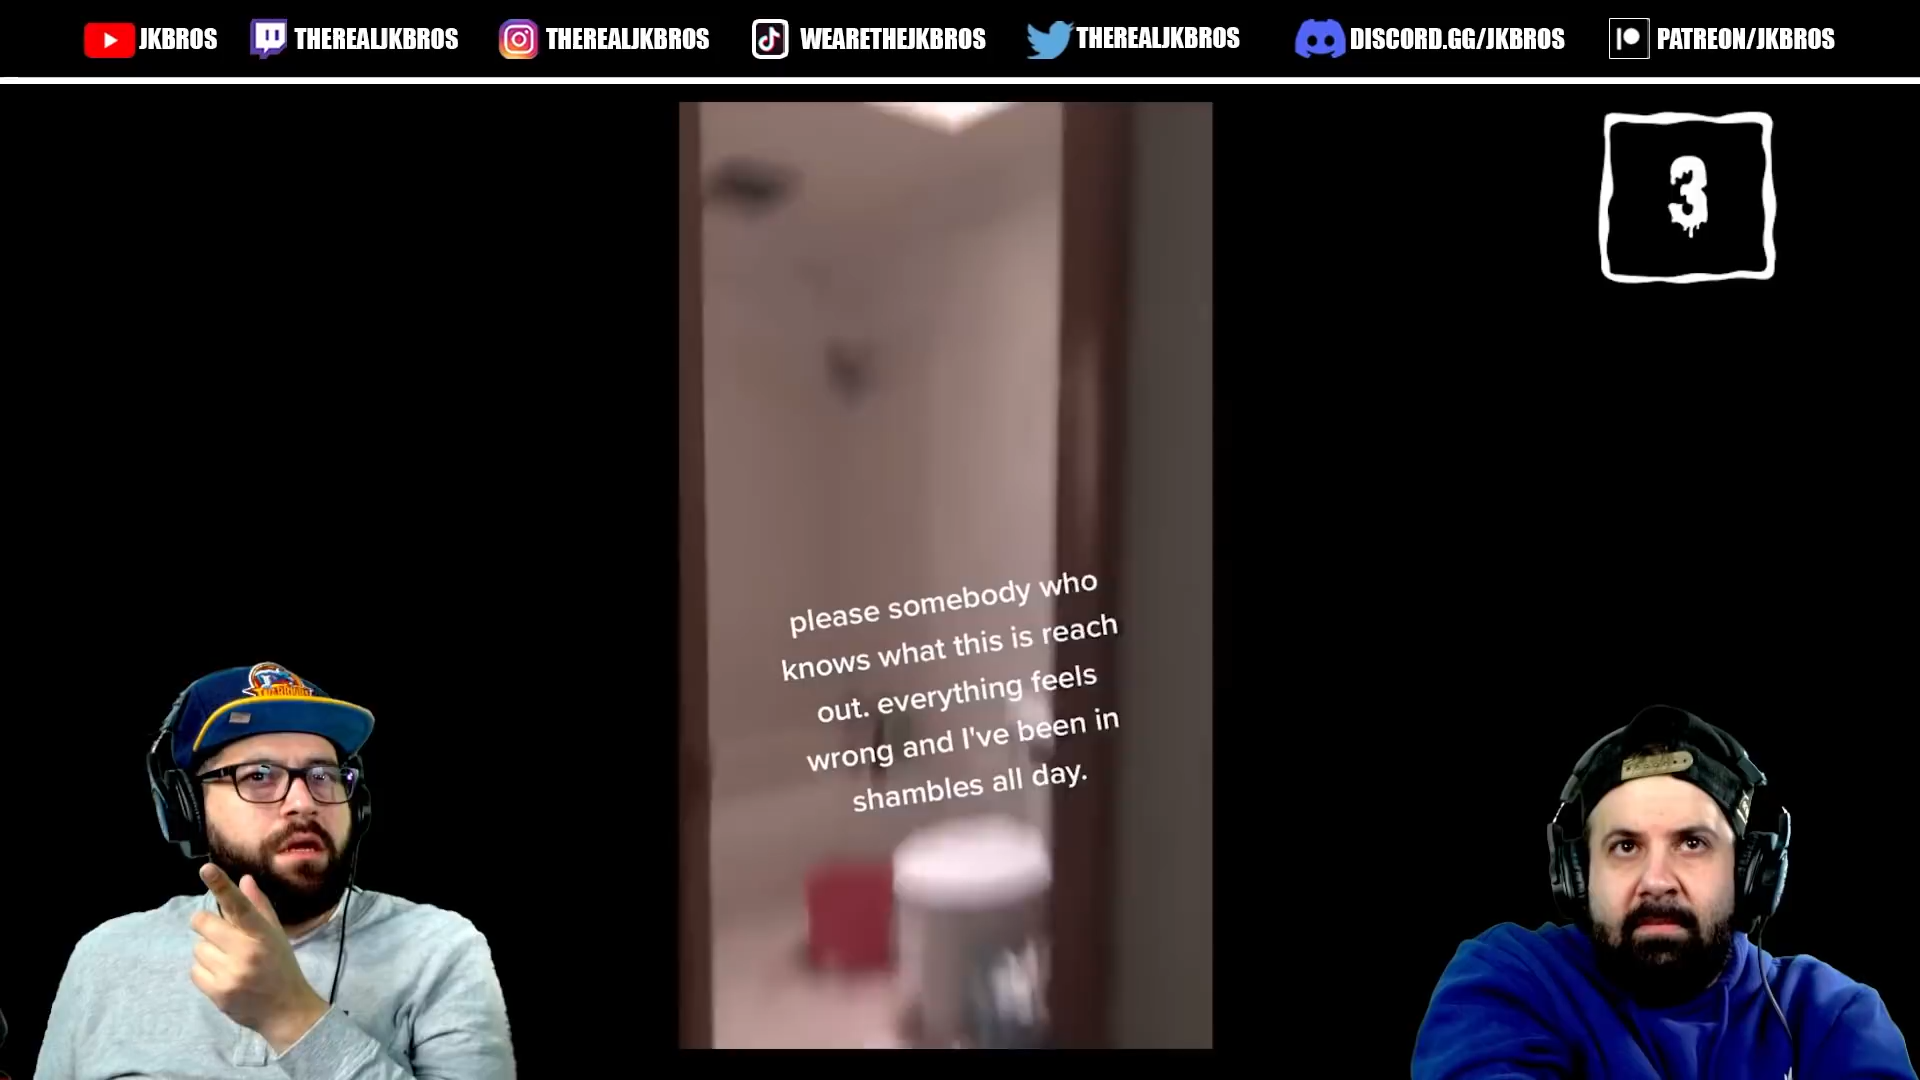 JKBROS THEREALJKBROS THEREALJKBROS WEARETHEJKBROS THEREALJKBROS DISCORD.GG/JKBROS PATREON/JKBROS
3
please somebody who
knows what this is reach
out. everything feels
wrong and I've been in
shambles all day.